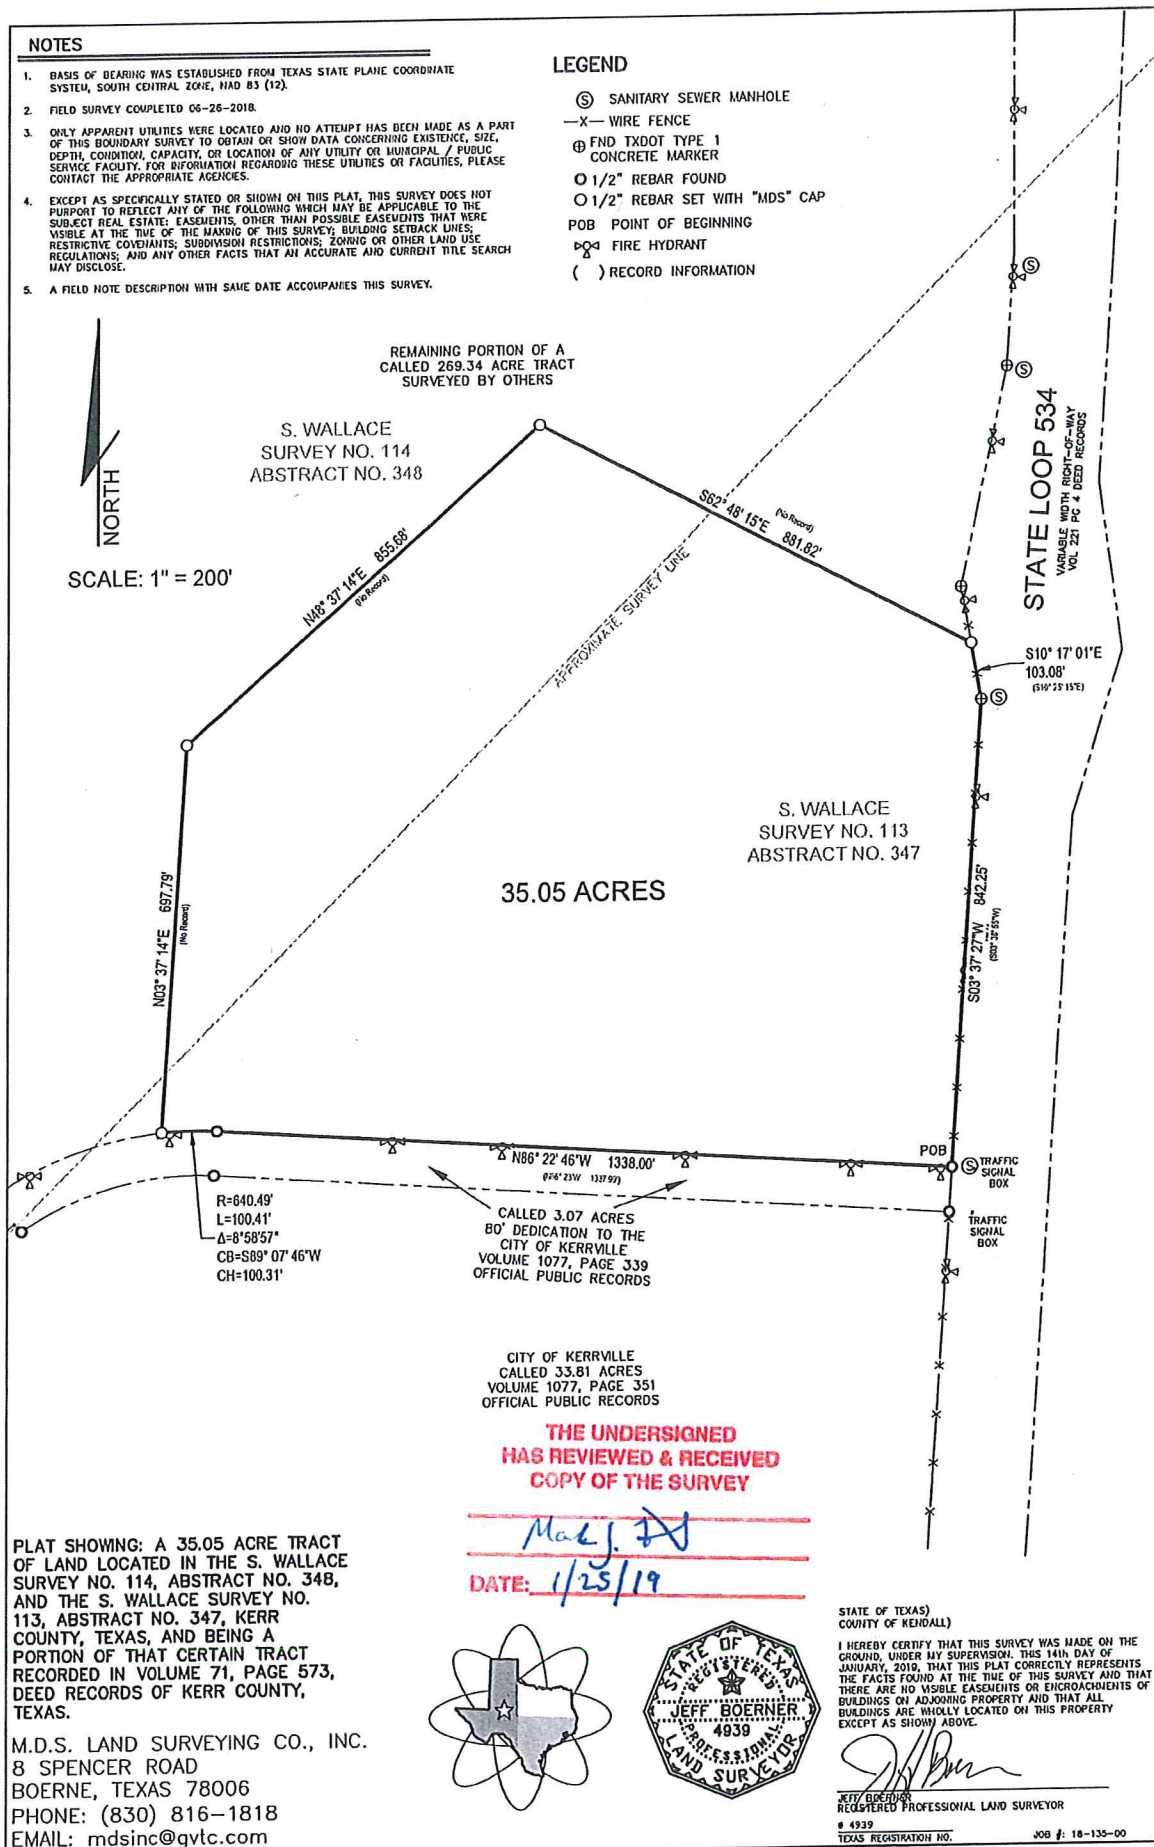 NOTES
1. BASIS OF BEARING WAS ESTABLISHED FROM TEXAS STATE PLANE COORDINATE
SYSTEM, SOUTH CENTRAL ZONE, NAD 83 (12).
2. FIELD SURVEY COMPLETED 06-26-2018.
3. ONLY APPARENT UTILITIES WERE LOCATED AND NO ATTEMPT HAS BEEN MADE AS A PART
OF THIS BOUNDARY SURVEY TO OBTAIN OR SHOW DATA CONCERNING EXISTENCE, SIZE,
DEPTH, CONDITION, CAPACITY, OR LOCATION OF ANY UTILITY OR MUNICIPAL / PUBLIC
SERVICE FACILITY. FOR INFORMATION REGARDING THESE UTILITIES OR FACILITIES, PLEASE
CONTACT THE APPROPRIATE AGENCIES.
4. EXCEPT AS SPECIFICALLY STATED OR SHOWN ON THIS PLAT, THIS SURVEY DOES NOT
PURPORT TO REFLECT ANY OF THE FOLLOWING WHICH MAY BE APPLICABLE TO THE
SUBJECT REAL ESTATE: EASEMENTS, OTHER THAN POSSIBLE EASEMENTS THAT WERE
VISIBLE AT THE TIME OF THE MAKING OF THIS SURVEY; BUILDING SETBACK LINES;
RESTRICTIVE COVENANTS; SUBDIVISION RESTRICTIONS; ZONING OR OTHER LAND USE
REGULATIONS; AND ANY OTHER FACTS THAT AN ACCURATE AND CURRENT TITLE SEARCH
MAY DISCLOSE.
5. A FIELD NOTE DESCRIPTION WITH SAME DATE ACCOMPANIES THIS SURVEY.
LEGEND
S SANITARY SEWER MANHOLE
—X— WIRE FENCE
FND TXDOT TYPE 1
CONCRETE MARKER
1/2" REBAR FOUND
1/2" REBAR SET WITH "MDS" CAP
POB POINT OF BEGINNING
FIRE HYDRANT
( ) RECORD INFORMATION
NORTH
SCALE: 1" = 200'
REMAINING PORTION OF A
CALLED 269.34 ACRE TRACT
SURVEYED BY OTHERS
S. WALLACE
SURVEY NO. 114
ABSTRACT NO. 348
N48° 37' 14"E 855.68'
(No Record)
S62° 48' 15"E 881.82'
(No Record)
APPROXIMATE SURVEY LINE
STATE LOOP 534
VARIABLE WIDTH RIGHT-OF-WAY
VOL 221 PG 4 DEED RECORDS
S
S
S10° 17' 01"E
103.08'
(S10° 25' 15"E)
S
S. WALLACE
SURVEY NO. 113
ABSTRACT NO. 347
35.05 ACRES
N03° 37' 14"E 697.79'
(No Record)
S03° 37' 27"W 842.25'
POB
S TRAFFIC
SIGNAL
BOX
TRAFFIC
SIGNAL
BOX
N86° 22' 46"W 1338.00'
R=640.49'
L=100.41'
Δ=8°58'57"
CB=S89° 07' 46"W
CH=100.31'
CALLED 3.07 ACRES
80' DEDICATION TO THE
CITY OF KERRVILLE
VOLUME 1077, PAGE 339
OFFICIAL PUBLIC RECORDS
CITY OF KERRVILLE
CALLED 33.81 ACRES
VOLUME 1077, PAGE 351
OFFICIAL PUBLIC RECORDS
THE UNDERSIGNED
HAS REVIEWED & RECEIVED
COPY OF THE SURVEY
DATE: 1/25/19
PLAT SHOWING: A 35.05 ACRE TRACT
OF LAND LOCATED IN THE S. WALLACE
SURVEY NO. 114, ABSTRACT NO. 348,
AND THE S. WALLACE SURVEY NO.
113, ABSTRACT NO. 347, KERR
COUNTY, TEXAS, AND BEING A
PORTION OF THAT CERTAIN TRACT
RECORDED IN VOLUME 71, PAGE 573,
DEED RECORDS OF KERR COUNTY,
TEXAS.
M.D.S. LAND SURVEYING CO., INC.
8 SPENCER ROAD
BOERNE, TEXAS 78006
PHONE: (830) 816-1818
EMAIL: mdsinc@gvtc.com
STATE OF TEXAS
REGISTERED
JEFF BOERNER
4939
PROFESSIONAL
LAND SURVEYOR
STATE OF TEXAS)
COUNTY OF KENDALL)
I HEREBY CERTIFY THAT THIS SURVEY WAS MADE ON THE
GROUND, UNDER MY SUPERVISION, THIS 14th DAY OF
JANUARY, 2019, THAT THIS PLAT CORRECTLY REPRESENTS
THE FACTS FOUND AT THE TIME OF THIS SURVEY AND THAT
THERE ARE NO VISIBLE EASEMENTS OR ENCROACHMENTS OF
BUILDINGS ON ADJOINING PROPERTY AND THAT ALL
BUILDINGS ARE WHOLLY LOCATED ON THIS PROPERTY
EXCEPT AS SHOWN ABOVE.
JEFF BOERNER
REGISTERED PROFESSIONAL LAND SURVEYOR
# 4939
TEXAS REGISTRATION NO.
JOB #: 18-135-00